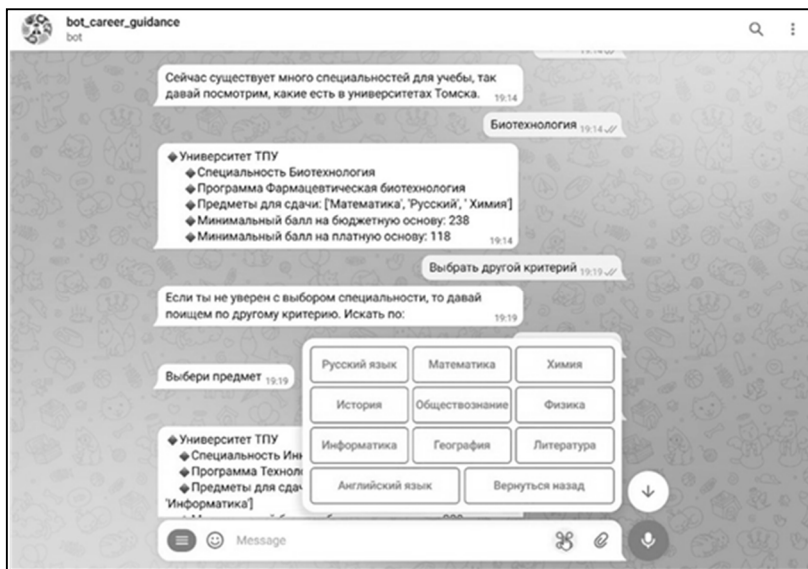 bot_career_guidance
bot
19:14
Сейчас существует много специальностей для учебы, так
давай посмотрим, какие есть в университетах Томска. 19:14
Биотехнология 19:14
Университет ТПУ
Специальность Биотехнология
Программа Фармацевтическая биотехнология
Предметы для сдачи: ['Математика', 'Русский', ' Химия']
Минимальный балл на бюджетную основу: 238
Минимальный балл на платную основу: 118 19:14
Выбрать другой критерий 19:19
Если ты не уверен с выбором специальности, то давай
поищем по другому критерию. Искать по: 19:19
Выбери предмет 19:19
Русский язык Математика Химия
История Обществознание Физика
Информатика География Литература
Английский язык Вернуться назад
Университет ТПУ
Специальность
Программа
Предметы для
'Информатика']
Message